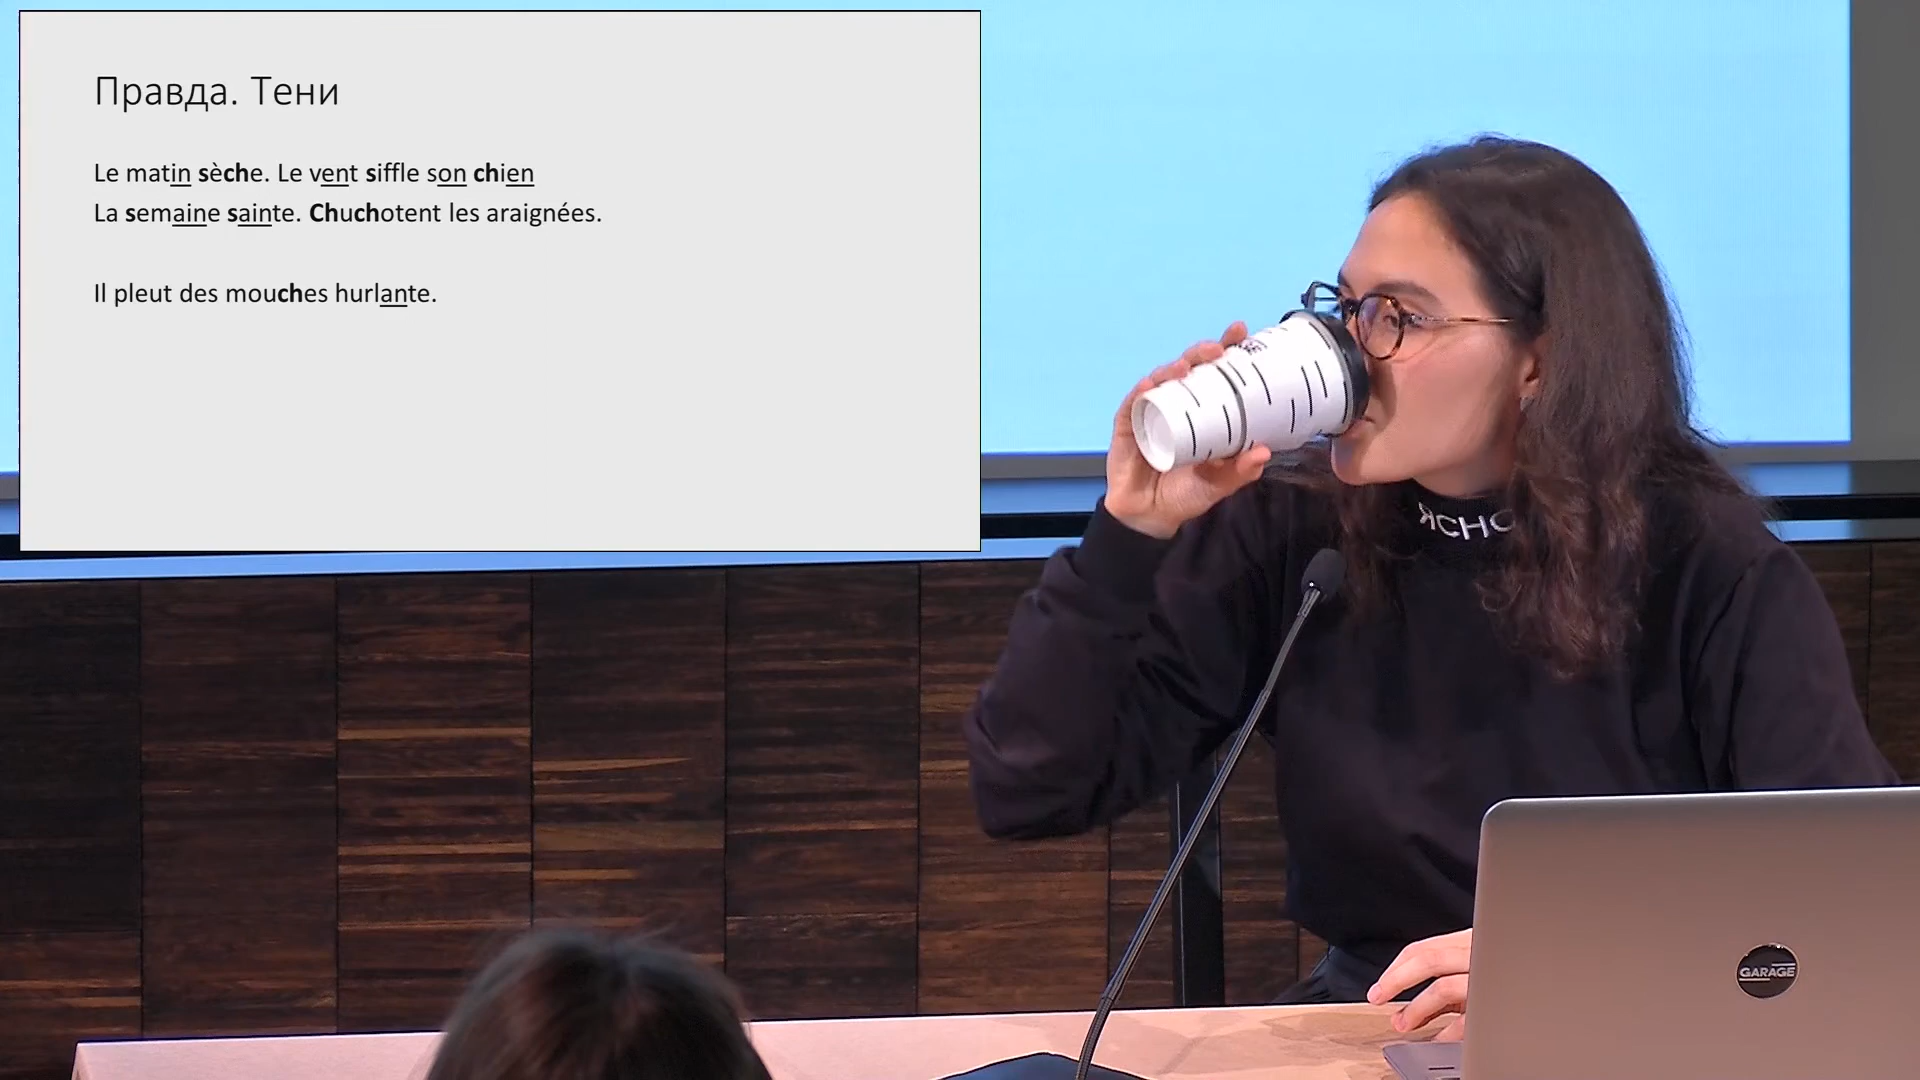 Правда. Тени
Le matin sèche. Le vent siffle son chien
La semaine sainte. Chuchotent les araignées.
Il pleut des mouches hurlante.
ЯСНО
GARAGE